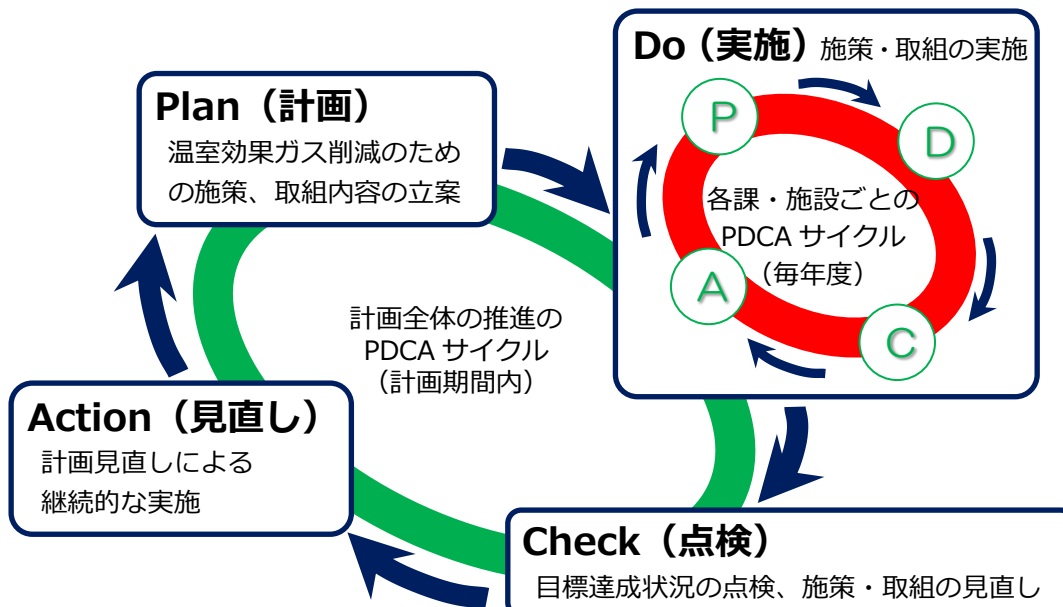 Plan（計画）
温室効果ガス削減のため
の施策、取組内容の立案
Do（実施） 施策・取組の実施
P
D
各課・施設ごとの
PDCA サイクル
（毎年度）
A
C
計画全体の推進の
PDCA サイクル
（計画期間内）
Action（見直し）
計画見直しによる
継続的な実施
Check（点検）
目標達成状況の点検、施策・取組の見直し